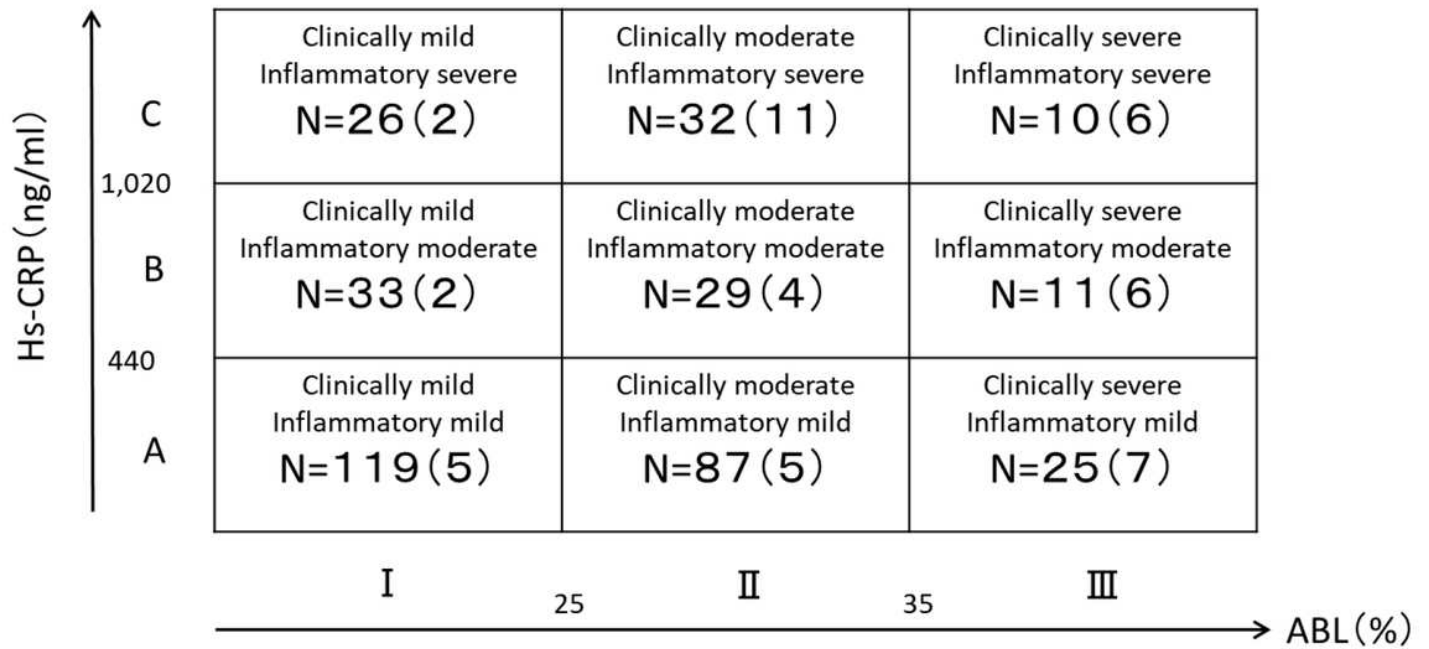 Hs-CRP(ng/ml)
C
Clinically mild
Inflammatory severe
N=26(2)
Clinically moderate
Inflammatory severe
N=32(11)
Clinically severe
Inflammatory severe
N=10(6)
1,020
B
Clinically mild
Inflammatory moderate
N=33(2)
Clinically moderate
Inflammatory moderate
N=29(4)
Clinically severe
Inflammatory moderate
N=11(6)
440
A
Clinically mild
Inflammatory mild
N=119(5)
Clinically moderate
Inflammatory mild
N=87(5)
Clinically severe
Inflammatory mild
N=25(7)
I
25
II
35
III
ABL(%)